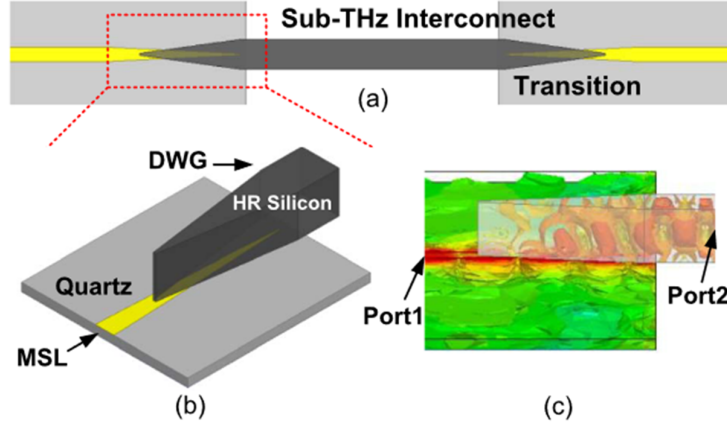 Sub-THz Interconnect
Transition
(a)
DWG
HR Silicon
Quartz
MSL
(b)
Port1
Port2
(c)